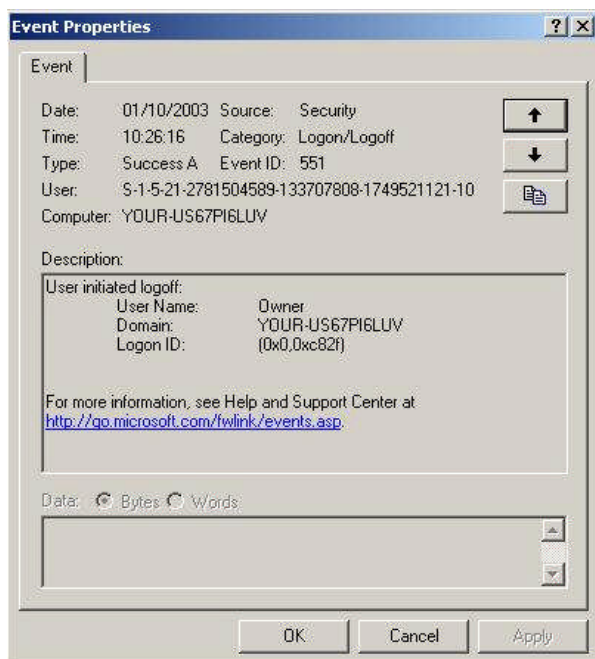 Event Properties
Event
Date: 01/10/2003 Source: Security
Time: 10:26:16 Category: Logon/Logoff
Type: Success A Event ID: 551
User: S-1-5-21-2781504589-133707808-1749521121-10
Computer: YOUR-US67PI6LUV
Description:
User initiated logoff:
User Name: Owner
Domain: YOUR-US67PI6LUV
Logon ID: (0x0,0xc82f)
For more information, see Help and Support Center at
http://go.microsoft.com/fwlink/events.asp.
Data: Bytes Words
OK Cancel Apply